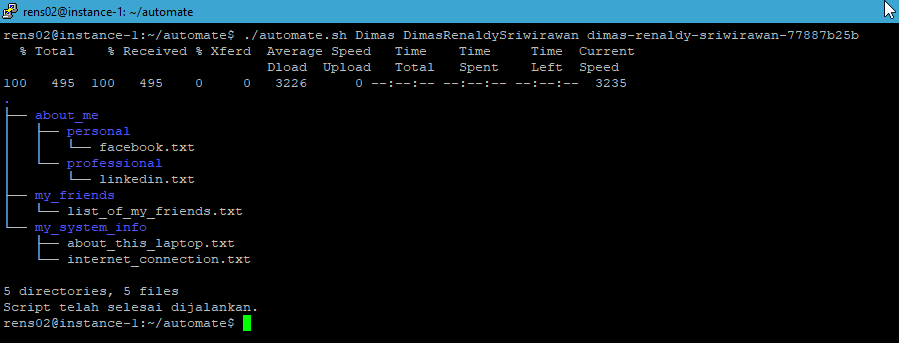 rens02@instance-1: ~/automate
rens02@instance-1:~/automate$ ./automate.sh Dimas DimasRenaldySriwirawan dimas-renaldy-sriwirawan-77887b25b
  % Total    % Received % Xferd  Average Speed   Time    Time     Time  Current
                                 Dload  Upload   Total   Spent    Left  Speed
100   495  100   495    0     0   3226      0 --:--:-- --:--:-- --:--:--  3235
.
├── about_me
│   ├── personal
│   │   └── facebook.txt
│   └── professional
│       └── linkedin.txt
├── my_friends
│   └── list_of_my_friends.txt
└── my_system_info
    ├── about_this_laptop.txt
    └── internet_connection.txt

5 directories, 5 files
Script telah selesai dijalankan.
rens02@instance-1:~/automate$